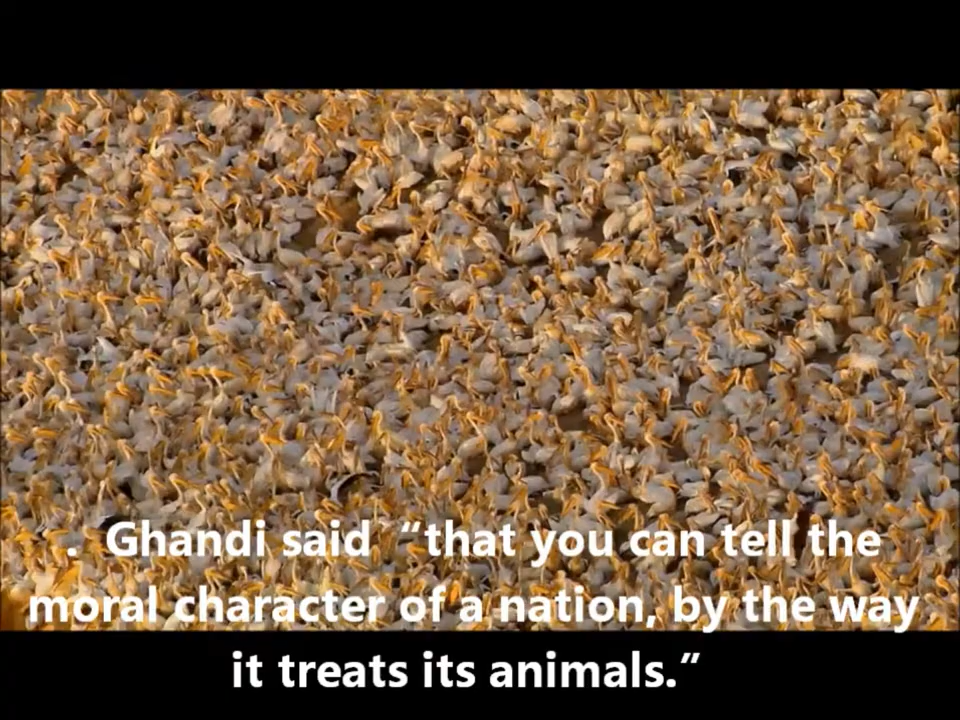 . Ghandi said “that you can tell the
moral character of a nation, by the way
it treats its animals.”